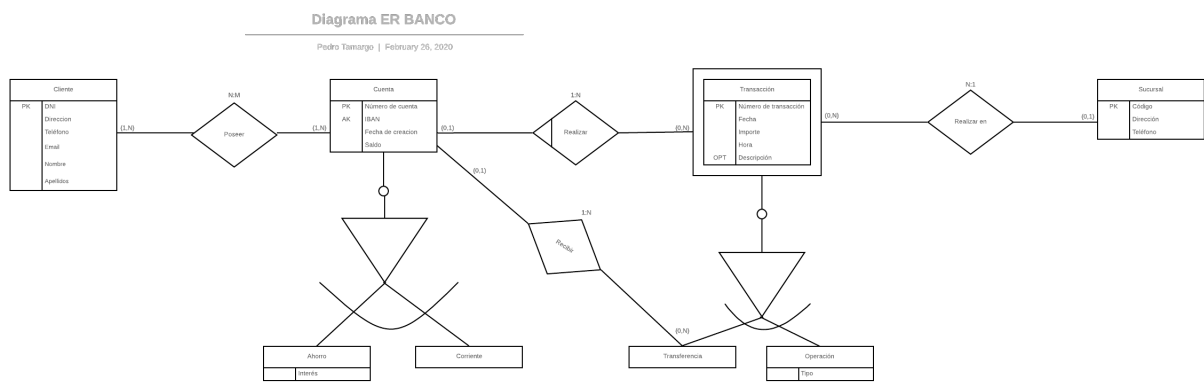 Diagrama ER BANCO
Pedro Tamargo | February 26, 2020
Cliente
PK DNI
Direccion
Teléfono
Email
Nombre
Apellidos
(1,N)
N:M
Poseer
(1,N)
Cuenta
PK Número de cuenta
AK IBAN
Fecha de creacion
Saldo
(0,1)
1:N
Realizar
(0,N)
Transacción
PK Número de transacción
Fecha
Importe
Hora
OPT Descripción
(0,N)
N:1
Realizar en
(0,1)
Sucursal
PK Código
Dirección
Teléfono
(0,1)
1:N
Recibir
(0,N)
Ahorro
Interés
Corriente
Transferencia
Operación
Tipo